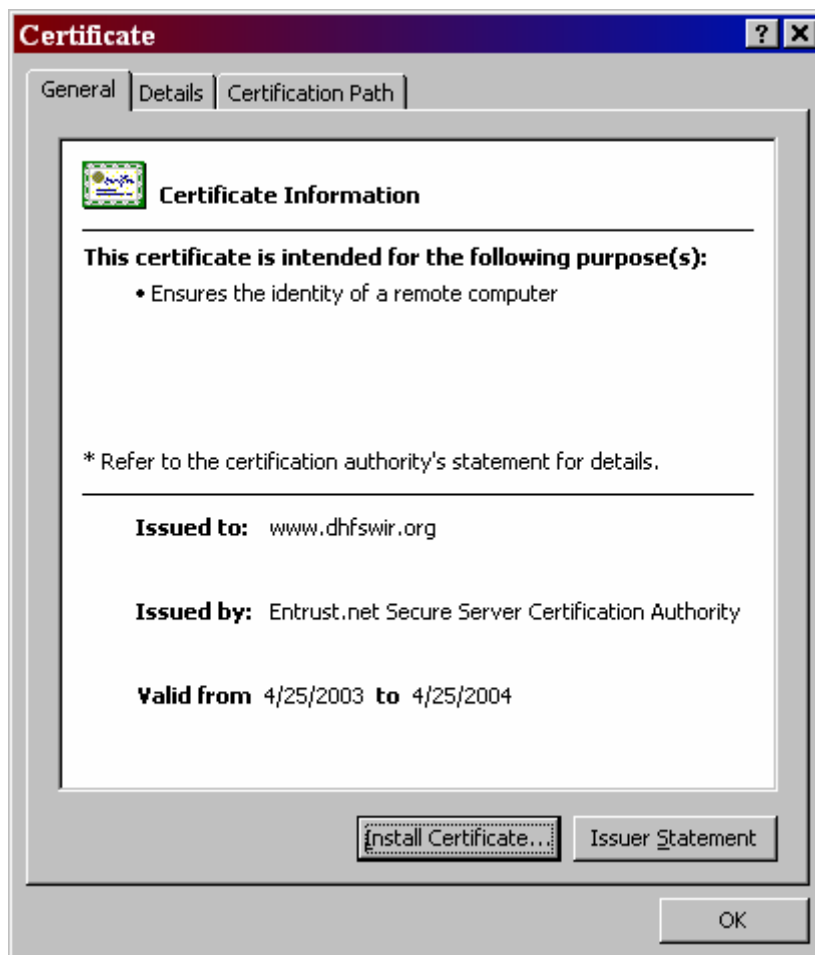 Certificate
General Details Certification Path
Certificate Information
This certificate is intended for the following purpose(s):
• Ensures the identity of a remote computer
* Refer to the certification authority's statement for details.
Issued to: www.dhfswir.org
Issued by: Entrust.net Secure Server Certification Authority
Valid from 4/25/2003 to 4/25/2004
Install Certificate... Issuer Statement
OK